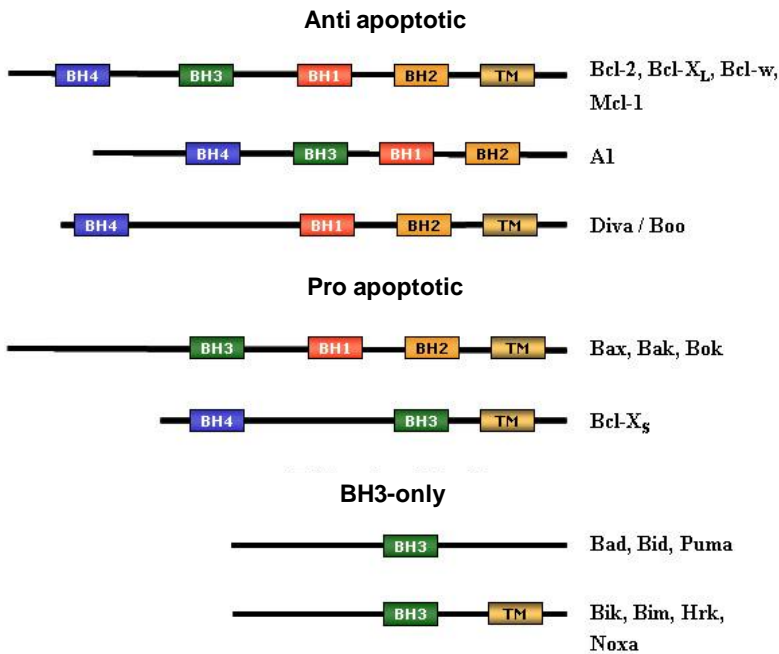 Anti apoptotic
BH4 BH3 BH1 BH2 TM Bcl-2, Bcl-X_L, Bcl-w,
Mcl-1
BH4 BH3 BH1 BH2 A1
BH4 BH1 BH2 TM Diva / Boo
Pro apoptotic
BH3 BH1 BH2 TM Bax, Bak, Bok
BH4 BH3 TM Bcl-X_S
BH3-only
BH3 Bad, Bid, Puma
BH3 TM Bik, Bim, Hrk,
Noxa